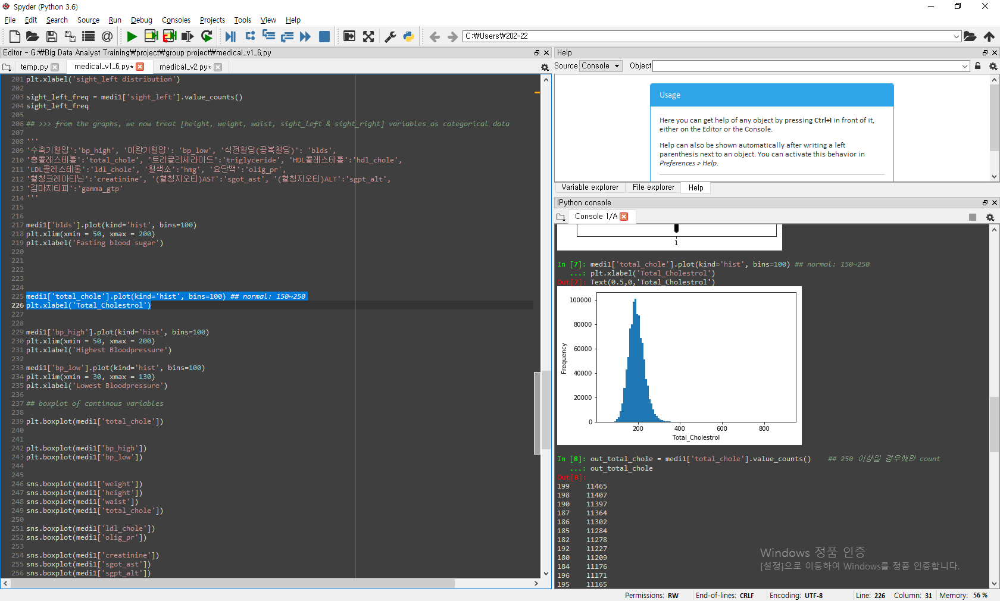 Spyder (Python 3.6)
File Edit Search Source Run Debug Consoles Projects Tools View Help
C:₩Users₩202-22
Editor - G:₩Big Data Analyst Training₩project₩group project₩medical_v1_6.py
temp.py medical_v1_6.py* medical_v2.py*
201 plt.xlabel('sight_left distribution')
202
203 sight_left_freq = medi1['sight_left'].value_counts()
204 sight_left_freq
205
206 ## >>> from the graphs, we now treat [height, weight, waist, sight_left & sight_right] variables as categorical data
207
208 '''
209 '수축기혈압':'bp_high', '이완기혈압': 'bp_low', '식전혈당(공복혈당)': 'blds',
210 '총콜레스테롤':'total_chole', '트리글리세라이드':'triglyceride', 'HDL콜레스테롤':'hdl_chole',
211 'LDL콜레스테롤':'ldl_chole', '혈색소':'hmg', '요단백':'olig_pr',
212 '혈청크레아티닌':'creatinine', '(혈청지오티)AST':'sgot_ast', '(혈청지오티)ALT':'sgpt_alt',
213 '감마지티피':'gamma_gtp'
214 '''
215
216
217 medi1['blds'].plot(kind='hist', bins=100)
218 plt.xlim(xmin = 50, xmax = 200)
219 plt.xlabel('Fasting blood sugar')
220
221
222
223
224
225 medi1['total_chole'].plot(kind='hist', bins=100) ## normal: 150~250
226 plt.xlabel('Total_Cholestrol')
227
228
229 medi1['bp_high'].plot(kind='hist', bins=100)
230 plt.xlim(xmin = 50, xmax = 200)
231 plt.xlabel('Highest Bloodpressure')
232
233 medi1['bp_low'].plot(kind='hist', bins=100)
234 plt.xlim(xmin = 30, xmax = 130)
235 plt.xlabel('Lowest Bloodpressure')
236
237 ## boxplot of continous variables
238
239 plt.boxplot(medi1['total_chole'])
240
241
242 plt.boxplot(medi1['bp_high'])
243 plt.boxplot(medi1['bp_low'])
244
245
246 sns.boxplot(medi1['weight'])
247 sns.boxplot(medi1['height'])
248 sns.boxplot(medi1['waist'])
249 sns.boxplot(medi1['total_chole'])
250
251 sns.boxplot(medi1['ldl_chole'])
252 sns.boxplot(medi1['olig_pr'])
253
254 sns.boxplot(medi1['creatinine'])
255 sns.boxplot(medi1['sgot_ast'])
256 sns.boxplot(medi1['sgpt_alt'])
Help
Source Console Object
Usage
Here you can get help of any object by pressing Ctrl+I in front of it,
either on the Editor or the Console.
Help can also be shown automatically after writing a left
parenthesis next to an object. You can activate this behavior in
Preferences > Help.
Variable explorer File explorer Help
IPython console
Console 1/A
1
In [7]: medi1['total_chole'].plot(kind='hist', bins=100) ## normal: 150~250
...: plt.xlabel('Total_Cholestrol')
Out[7]: Text(0.5,0,'Total_Cholestrol')
100000
80000
60000
40000
20000
0
Frequency
200 400 600 800
Total_Cholestrol
In [8]: out_total_chole = medi1['total_chole'].value_counts() ## 250 이상일 경우에만 count
...: out_total_chole
Out[8]:
199 11465
198 11407
190 11397
187 11364
186 11302
185 11284
182 11278
192 11227
180 11209
184 11176
196 11171
195 11165
Windows 정품 인증
[설정]으로 이동하여 Windows를 정품 인증합니다.
Permissions: RW End-of-lines: CRLF Encoding: UTF-8 Line: 226 Column: 31 Memory: 56 %